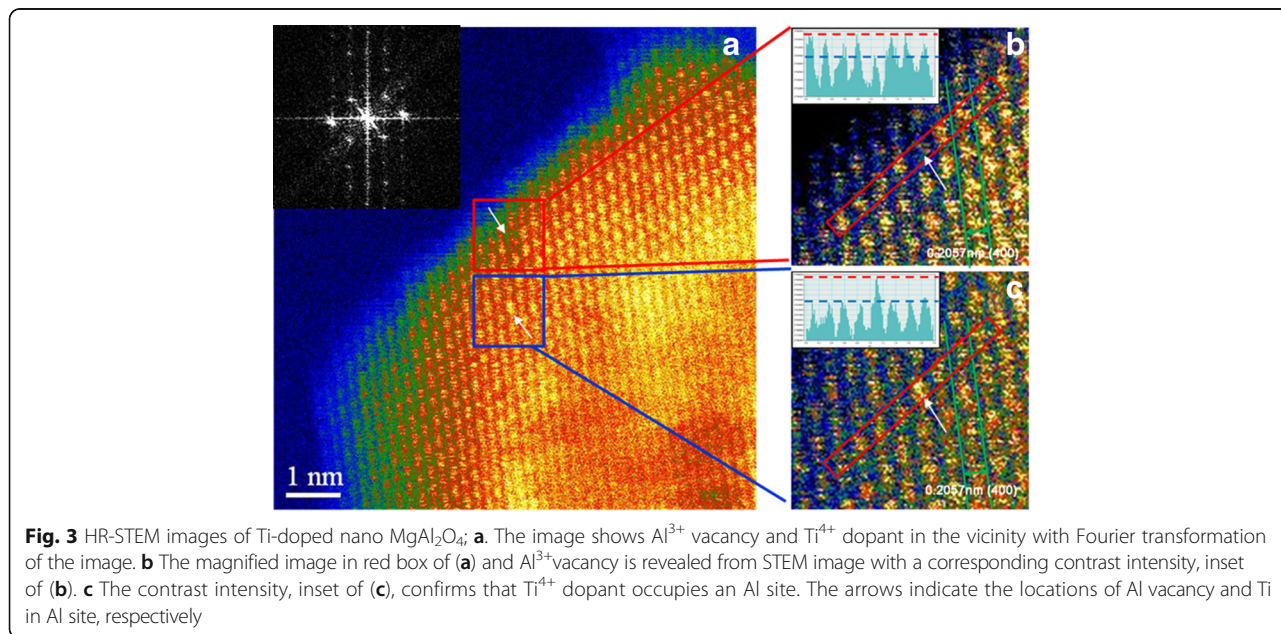 a
b
0.2057nm (400)
c
0.2057nm (400)
1 nm
Fig. 3 HR-STEM images of Ti-doped nano MgAl₂O₄; a. The image shows Al³⁺ vacancy and Ti⁴⁺ dopant in the vicinity with Fourier transformation
of the image. b The magnified image in red box of (a) and Al³⁺vacancy is revealed from STEM image with a corresponding contrast intensity, inset
of (b). c The contrast intensity, inset of (c), confirms that Ti⁴⁺ dopant occupies an Al site. The arrows indicate the locations of Al vacancy and Ti
in Al site, respectively